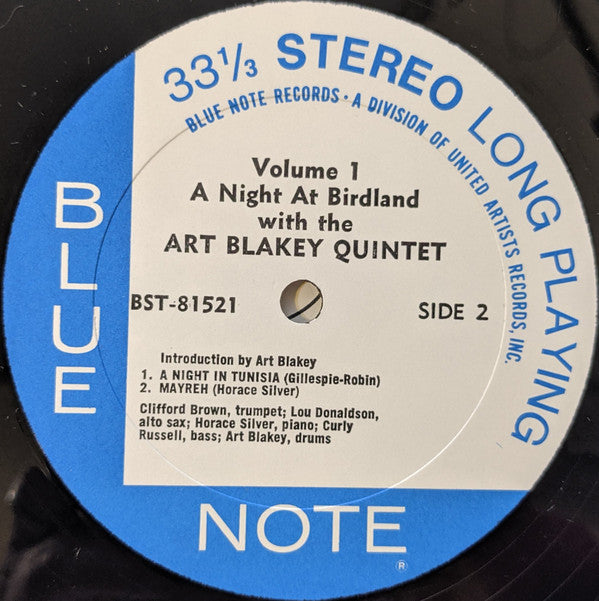 33⅓ STEREO LONG PLAYING
BLUE NOTE RECORDS • A DIVISION OF UNITED ARTISTS RECORDS, INC.
Volume 1
A Night At Birdland
with the
ART BLAKEY QUINTET
BST-81521
SIDE 2
Introduction by Art Blakey
1. A NIGHT IN TUNISIA (Gillespie-Robin)
2. MAYREH (Horace Silver)
Clifford Brown, trumpet; Lou Donaldson,
alto sax; Horace Silver, piano; Curly
Russell, bass; Art Blakey, drums
BLUE
NOTE
®